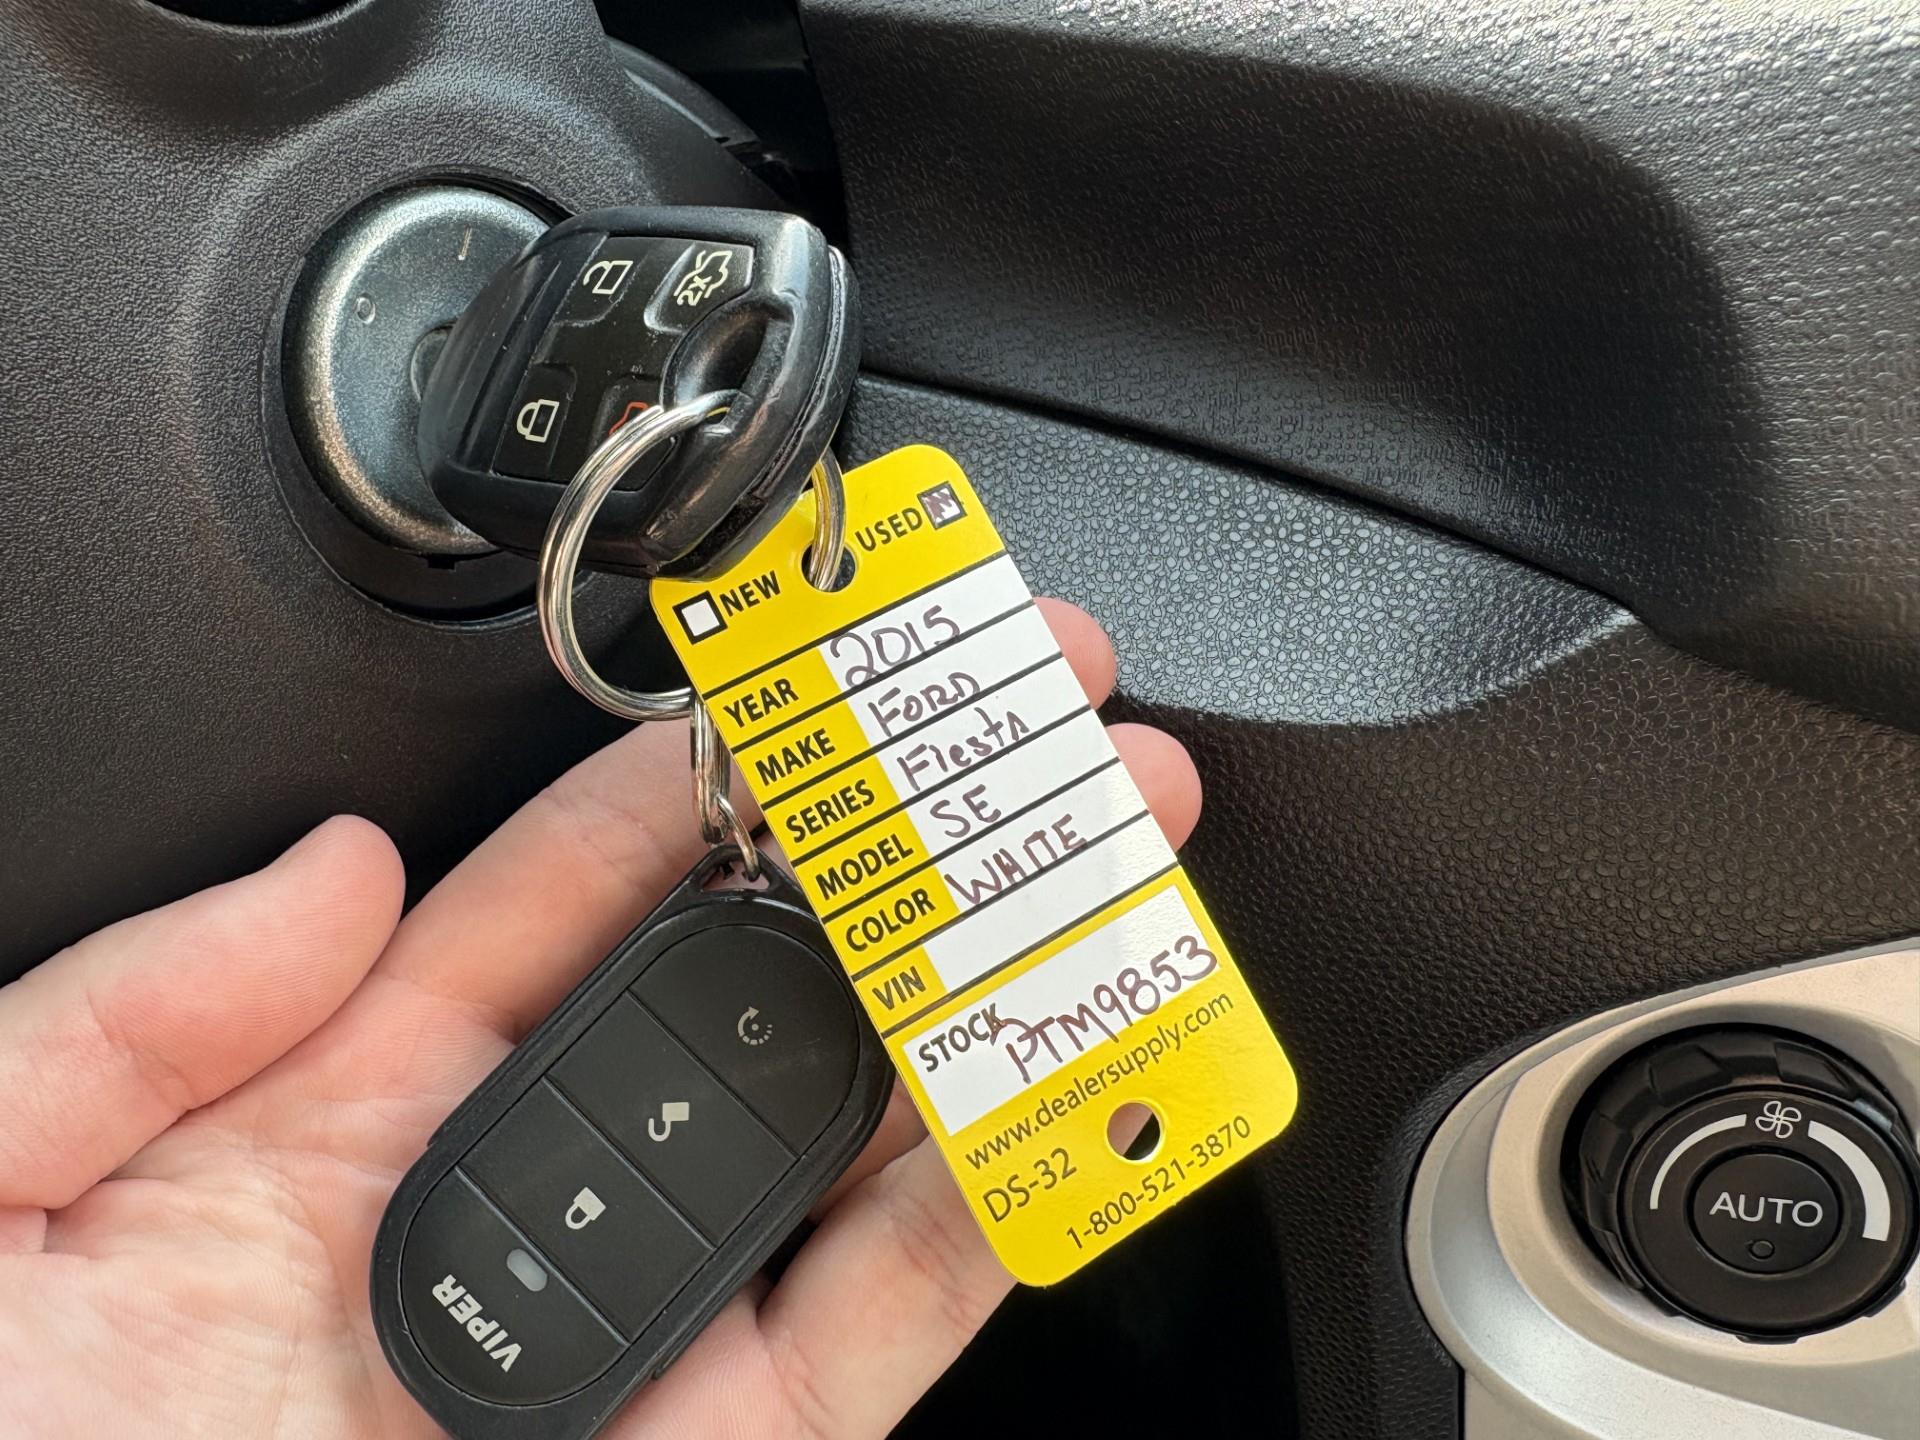 2X
NEW USED
YEAR 2015
MAKE FORD
SERIES FIestA
MODEL SE
COLOR WHITE
VIN
STOCK PTM9853
www.dealersupply.com
DS-32
1-800-521-3870
VIPER
AUTO